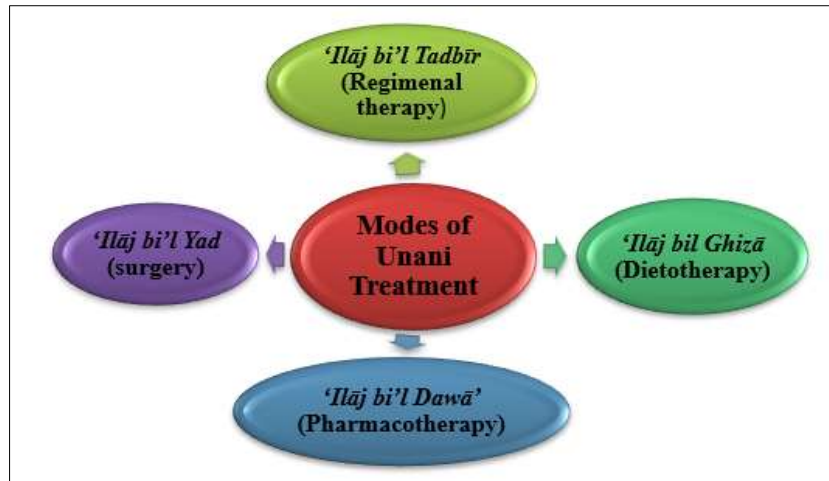 ‘Ilāj bi’l Tadbīr
(Regimenal
therapy)
‘Ilāj bi’l Yad
(surgery)
Modes of
Unani
Treatment
‘Ilāj bil Ghizā
(Dietotherapy)
‘Ilāj bi’l Dawā’
(Pharmacotherapy)